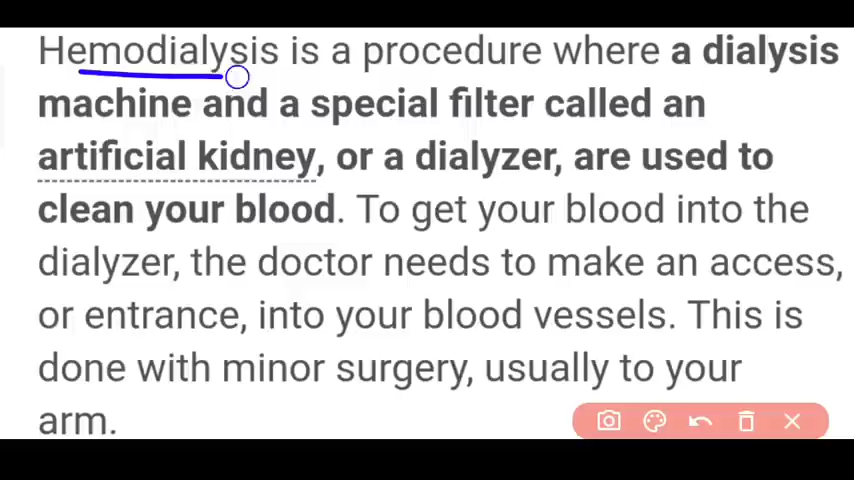 Hemodialysis is a procedure where a dialysis
machine and a special filter called an
artificial kidney, or a dialyzer, are used to
clean your blood. To get your blood into the
dialyzer, the doctor needs to make an access,
or entrance, into your blood vessels. This is
done with minor surgery, usually to your
arm.